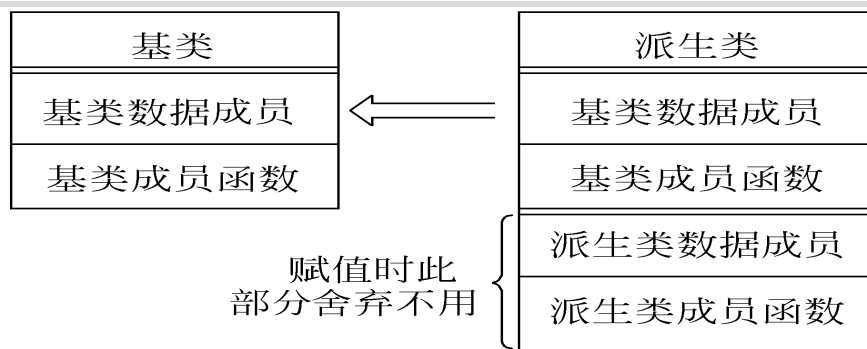 基类
基类数据成员
基类成员函数
派生类
基类数据成员
基类成员函数
派生类数据成员
派生类成员函数
赋值时此
部分舍弃不用